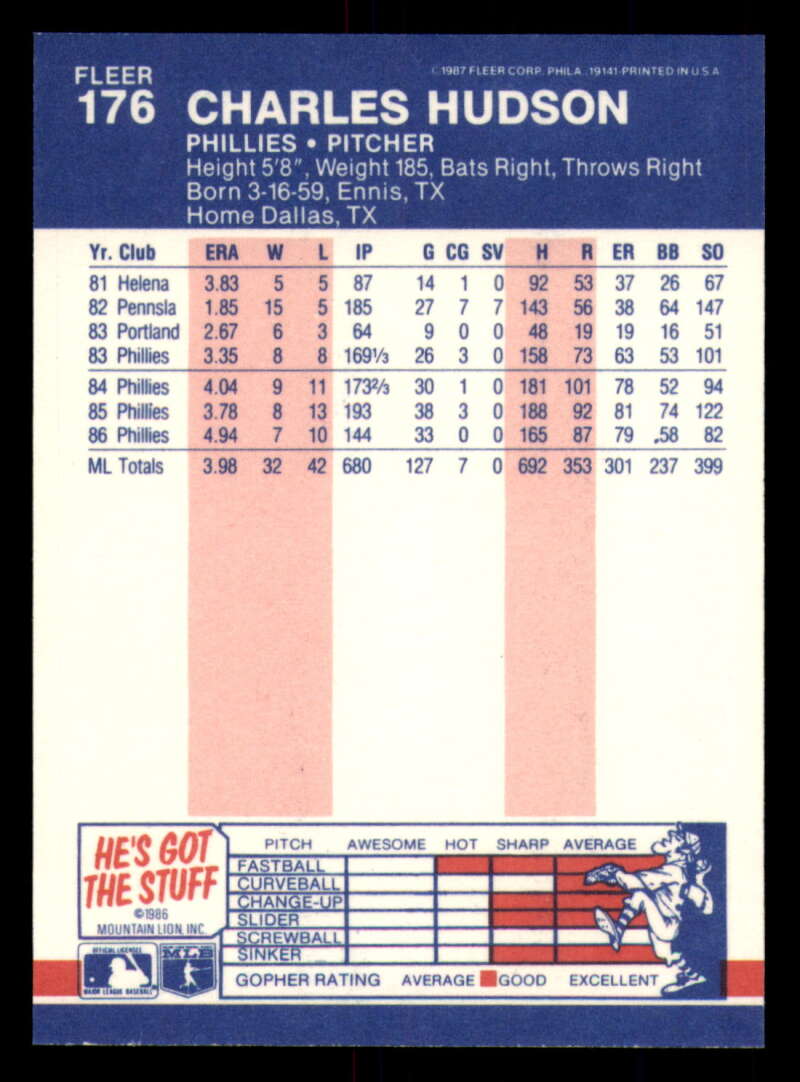 FLEER
©1987 FLEER CORP. PHILA., 19141-PRINTED IN U.S.A
176 CHARLES HUDSON
PHILLIES • PITCHER
Height 5'8", Weight 185, Bats Right, Throws Right
Born 3-16-59, Ennis, TX
Home Dallas, TX
Yr. Club ERA W L IP G CG SV H R ER BB SO
81 Helena 3.83 5 5 87 14 1 0 92 53 37 26 67
82 Pennsla 1.85 15 5 185 27 7 7 143 56 38 64 147
83 Portland 2.67 6 3 64 9 0 0 48 19 19 16 51
83 Phillies 3.35 8 8 169⅓ 26 3 0 158 73 63 53 101
84 Phillies 4.04 9 11 173⅔ 30 1 0 181 101 78 52 94
85 Phillies 3.78 8 13 193 38 3 0 188 92 81 74 122
86 Phillies 4.94 7 10 144 33 0 0 165 87 79 58 82
ML Totals 3.98 32 42 680 127 7 0 692 353 301 237 399
HE'S GOT
THE STUFF
©1986
MOUNTAIN LION, INC.
PITCH AWESOME HOT SHARP AVERAGE
FASTBALL
CURVEBALL
CHANGE-UP
SLIDER
SCREWBALL
SINKER
GOPHER RATING AVERAGE GOOD EXCELLENT
OFFICIAL LICENSEE
MAJOR LEAGUE BASEBALL
MLB